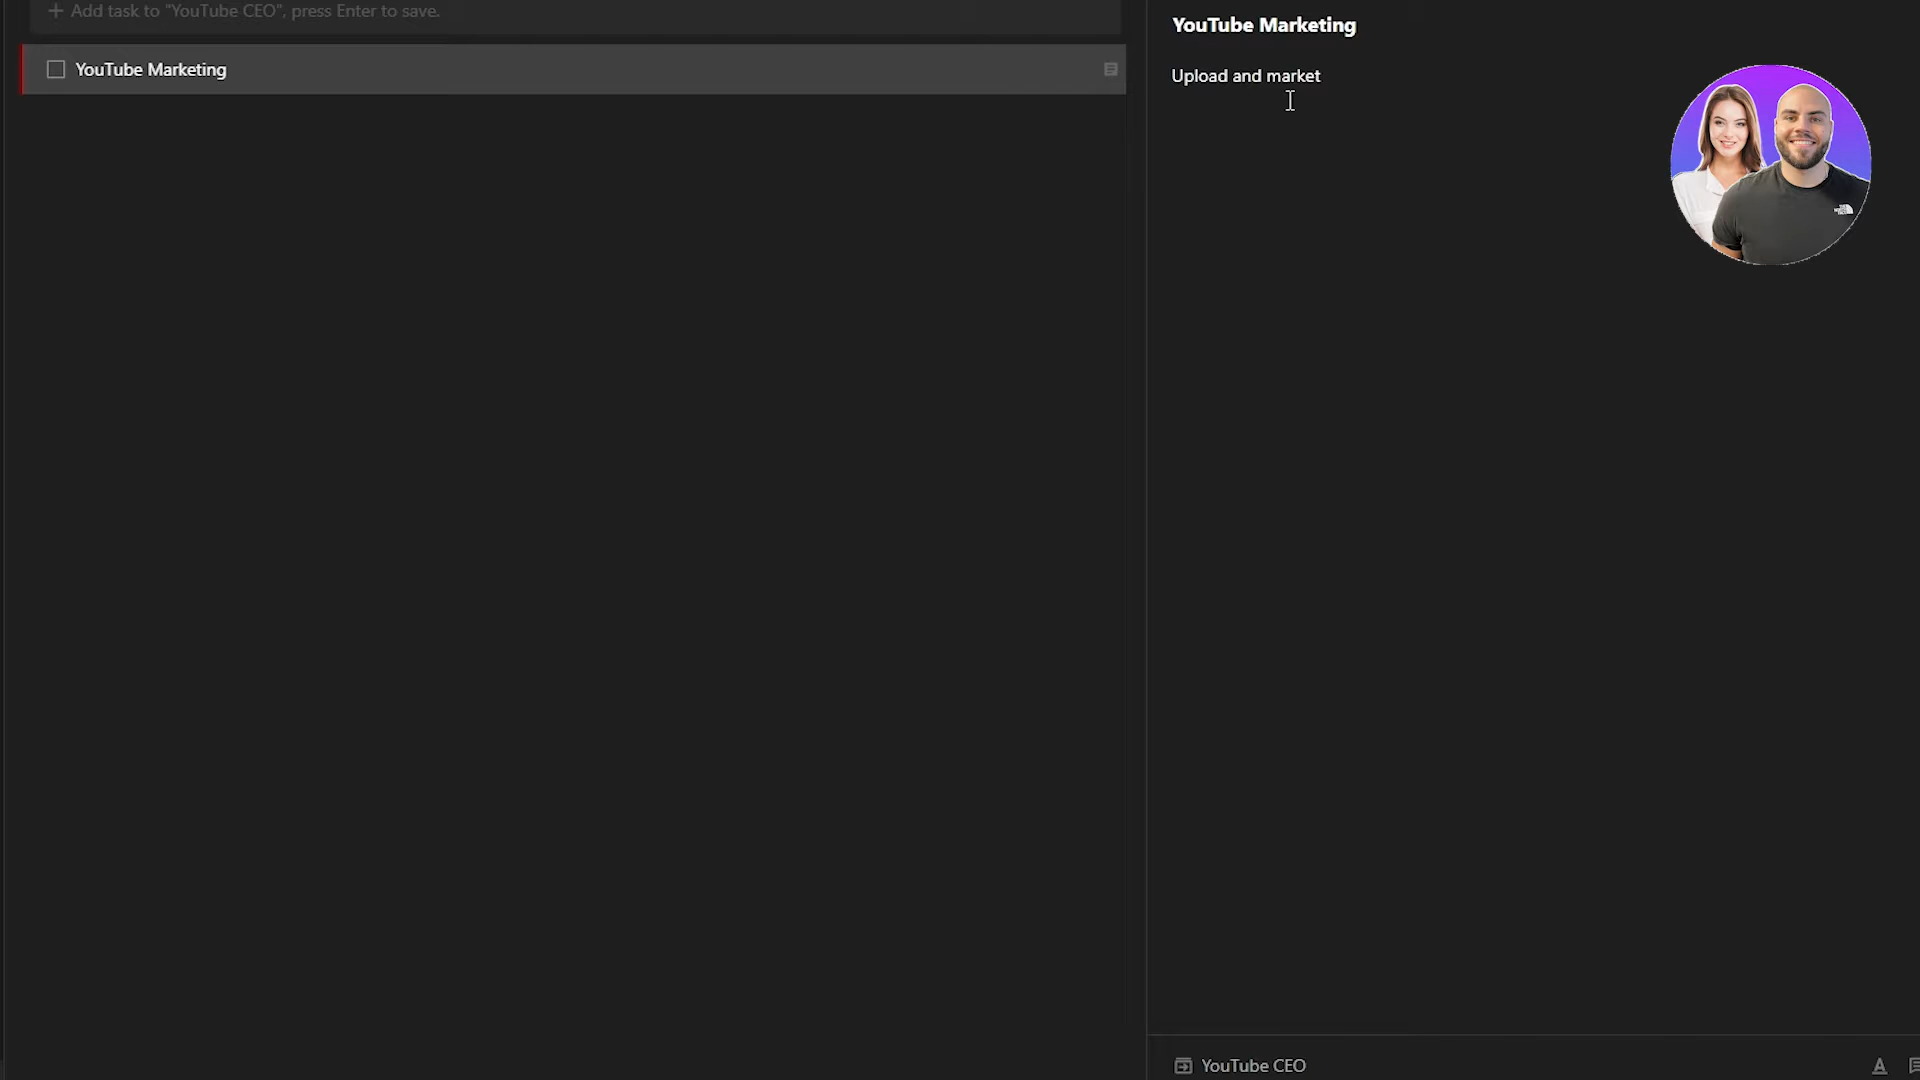 Add task to "YouTube CEO", press Enter to save.
YouTube Marketing
YouTube Marketing
Upload and market
YouTube CEO